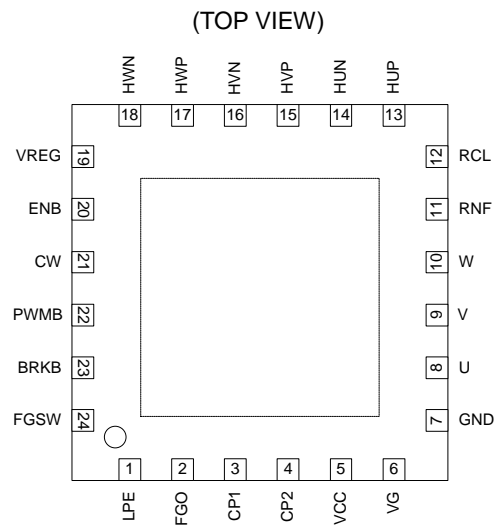 (TOP VIEW)
HWN HWP HVN HVP HUN HUP
18 17 16 15 14 13
VREG 19 12 RCL
ENB 20 11 RNF
CW 21 10 W
PWMB 22 9 V
BRKB 23 8 U
FGSW 24 7 GND
1 2 3 4 5 6
LPE FGO CP1 CP2 VCC VG